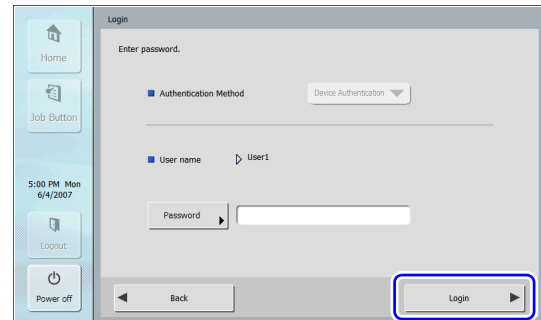 Login
Home
Job Button
5:00 PM Mon
6/4/2007
Logout
Power off
Enter password.
Authentication Method
Device Authentication
User name
User1
Password
Back
Login